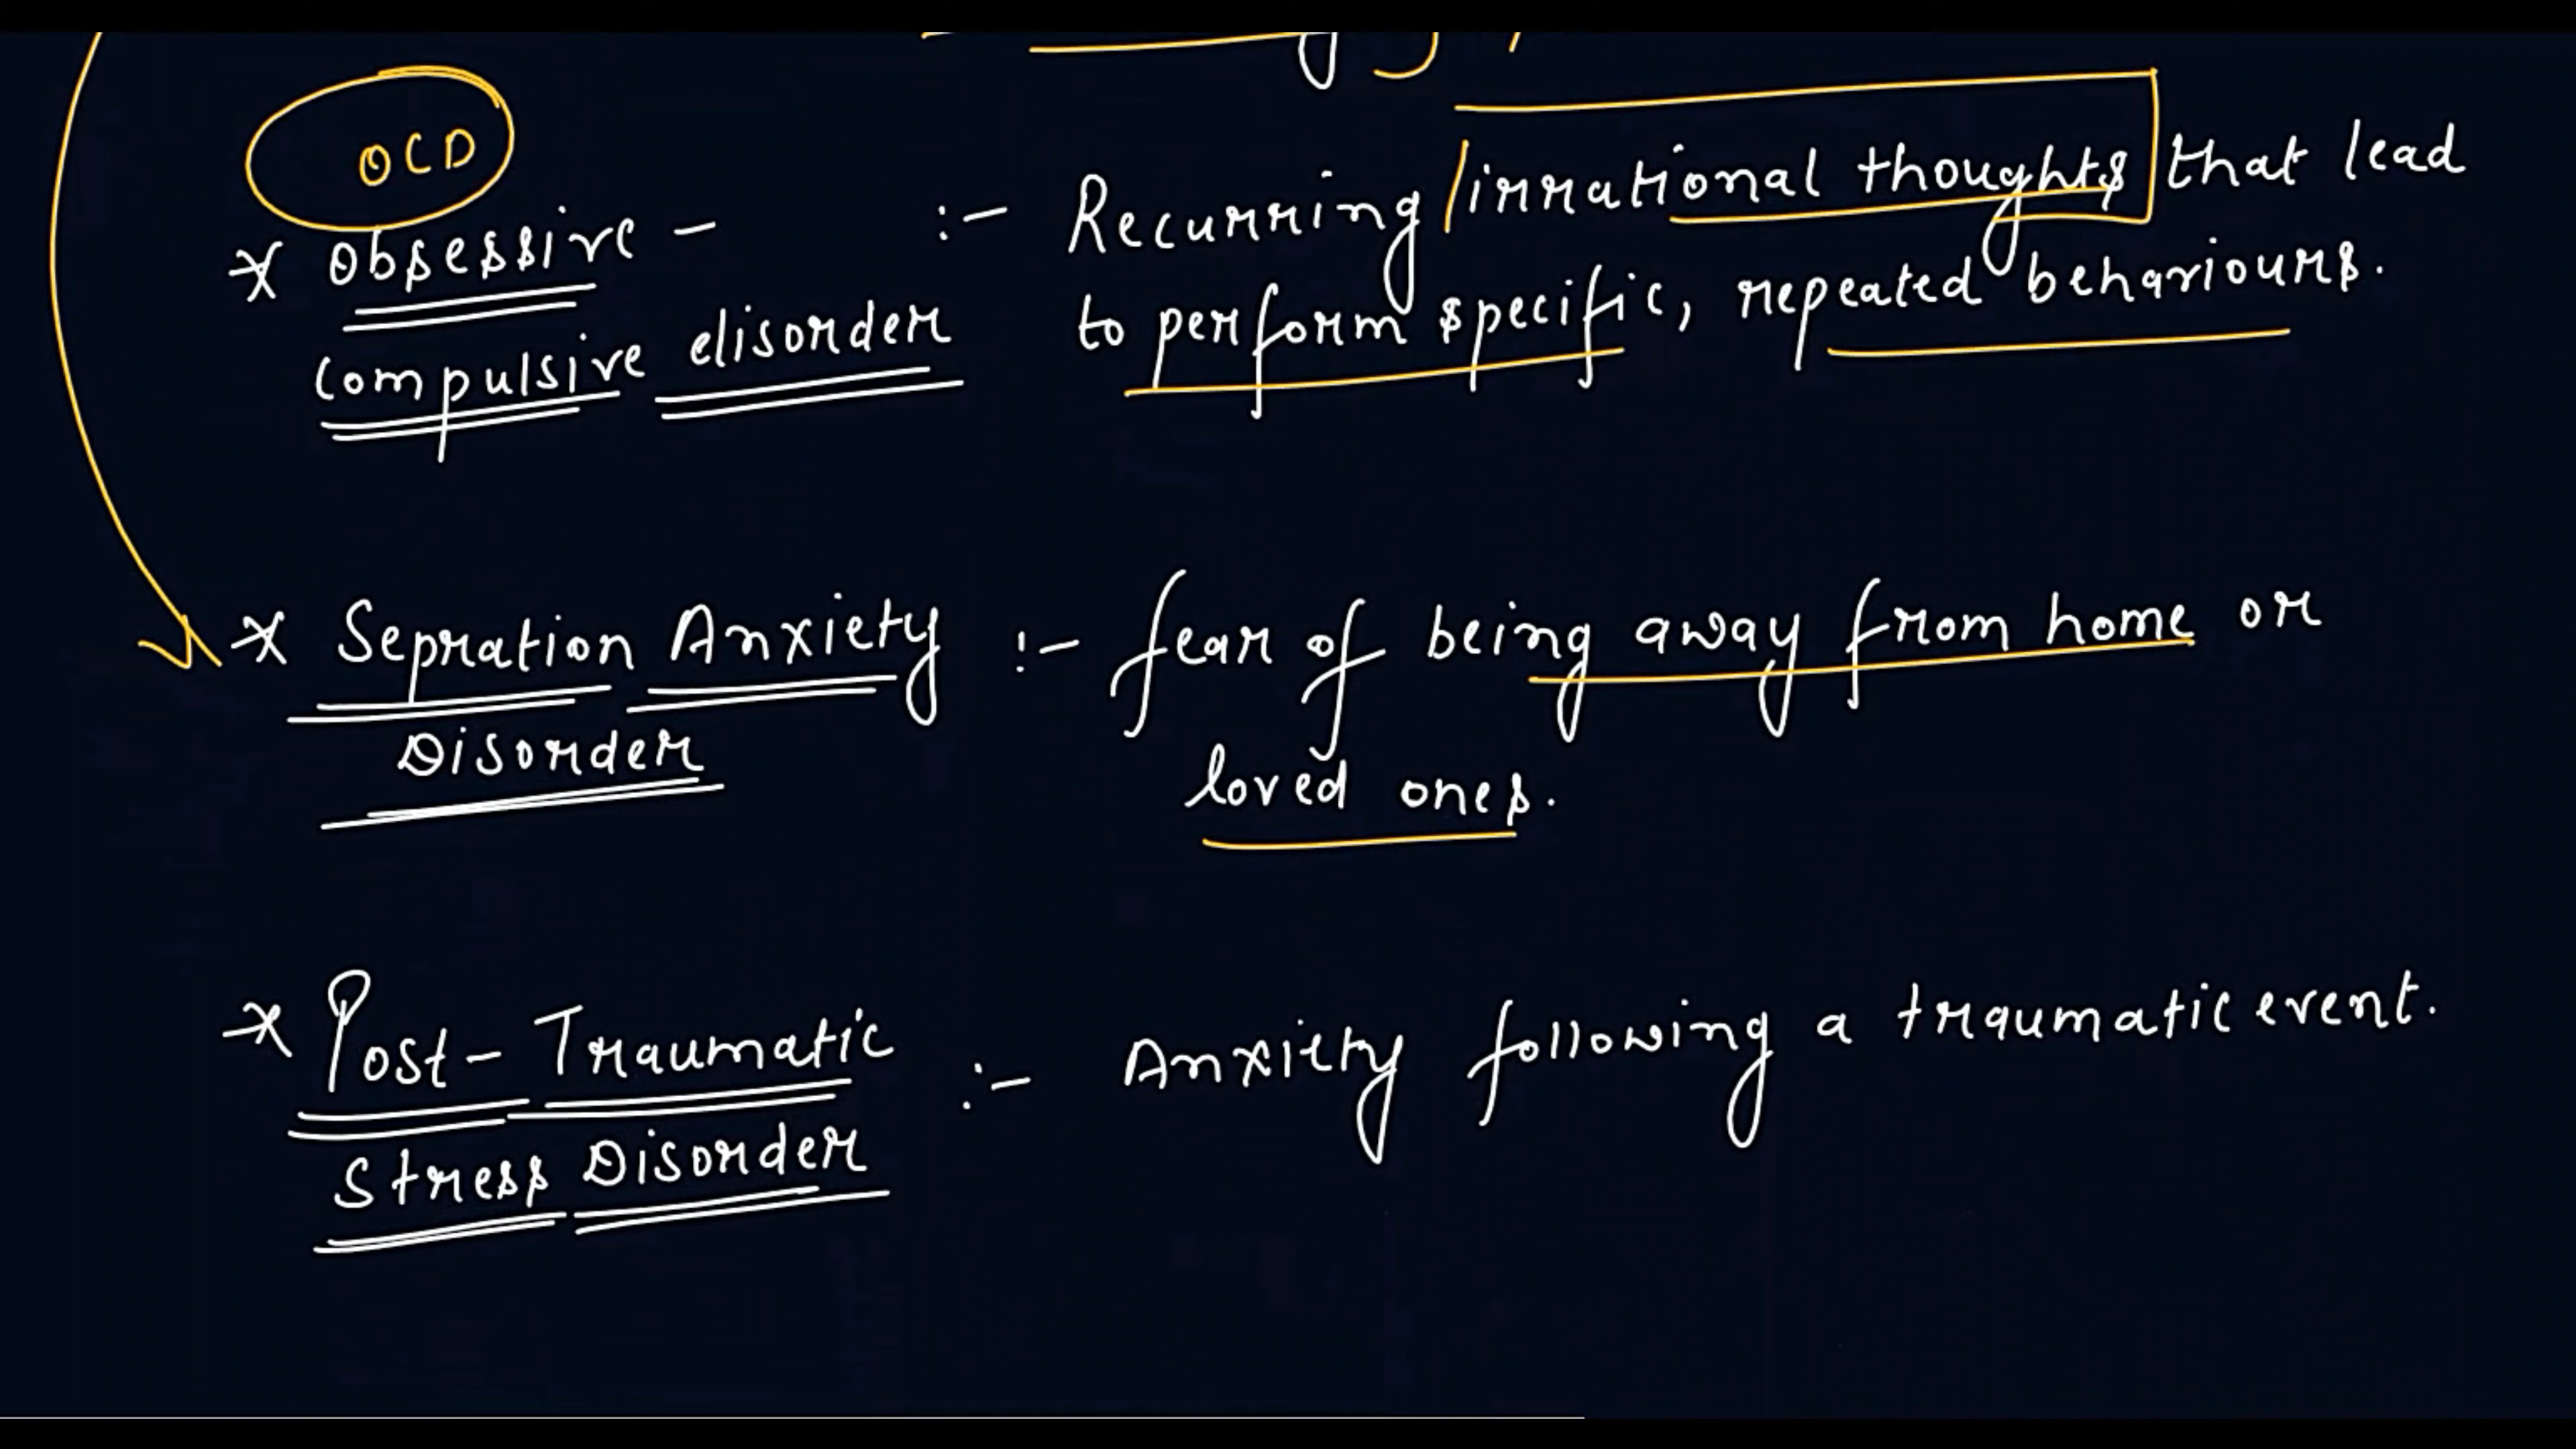 OCD
* Obsessive - :- Recurring/irrational thoughts that lead
compulsive disorder to perform specific, repeated behaviours.
* Sepration Anxiety :- fear of being away from home or
Disorder loved ones.
* Post-Traumatic :- Anxiety following a traumatic event.
Stress Disorder